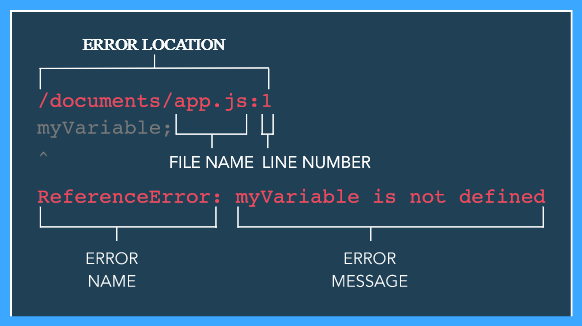 ERROR LOCATION
/documents/app.js:1
myVariable;
FILE NAME LINE NUMBER
^
ReferenceError: myVariable is not defined
ERROR NAME
ERROR MESSAGE